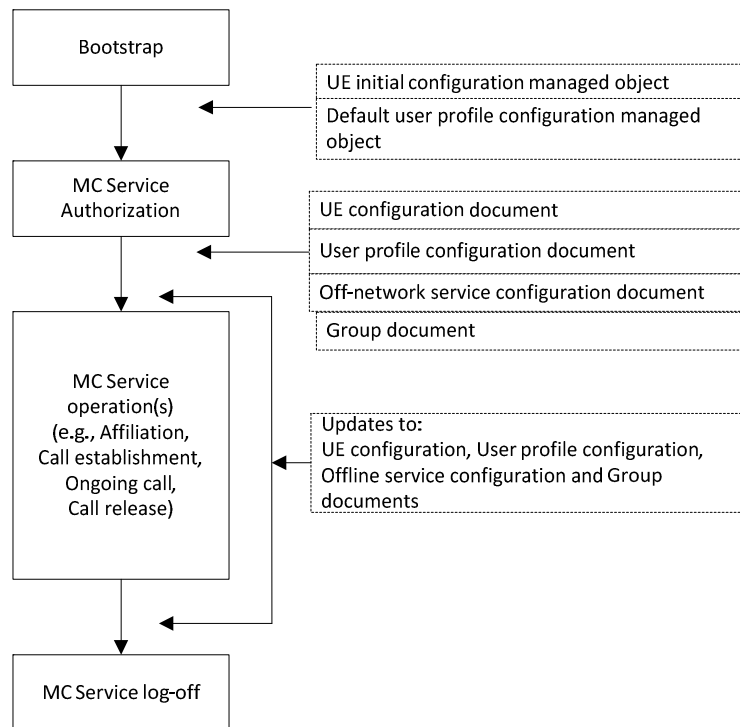 Bootstrap
UE initial configuration managed object
Default user profile configuration managed
object
MC Service
Authorization
UE configuration document
User profile configuration document
Off-network service configuration document
Group document
MC Service
operation(s)
(e.g., Affiliation,
Call establishment,
Ongoing call,
Call release)
Updates to:
UE configuration, User profile configuration,
Offline service configuration and Group
documents
MC Service log-off